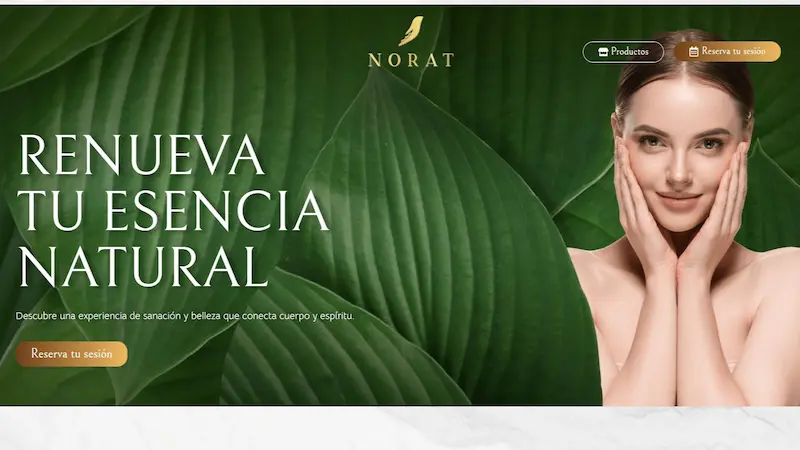 NORAT
Productos
Reserva tu sesión
RENUEVA
TU ESENCIA
NATURAL
Descubre una experiencia de sanación y belleza que conecta cuerpo y espíritu.
Reserva tu sesión